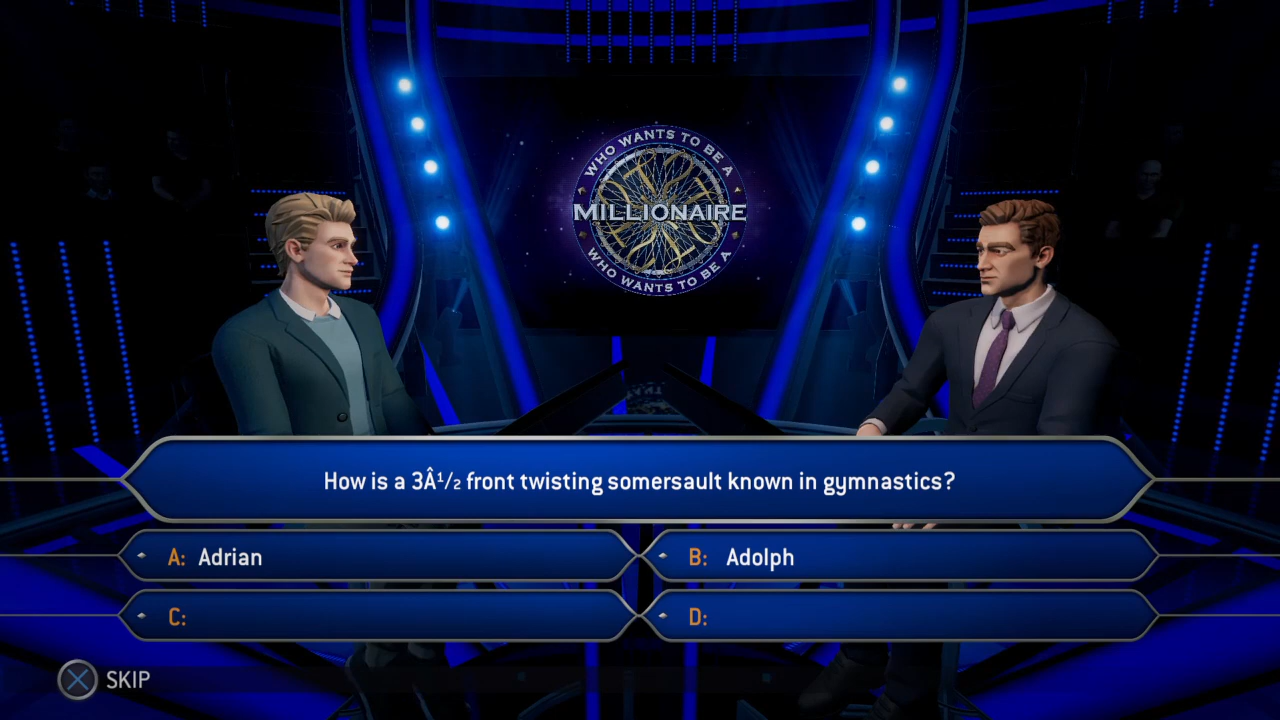 WHO WANTS TO BE A
MILLIONAIRE
WHO WANTS TO BE A
How is a 3Â½ front twisting somersault known in gymnastics?
A: Adrian
B: Adolph
C:
D:
SKIP